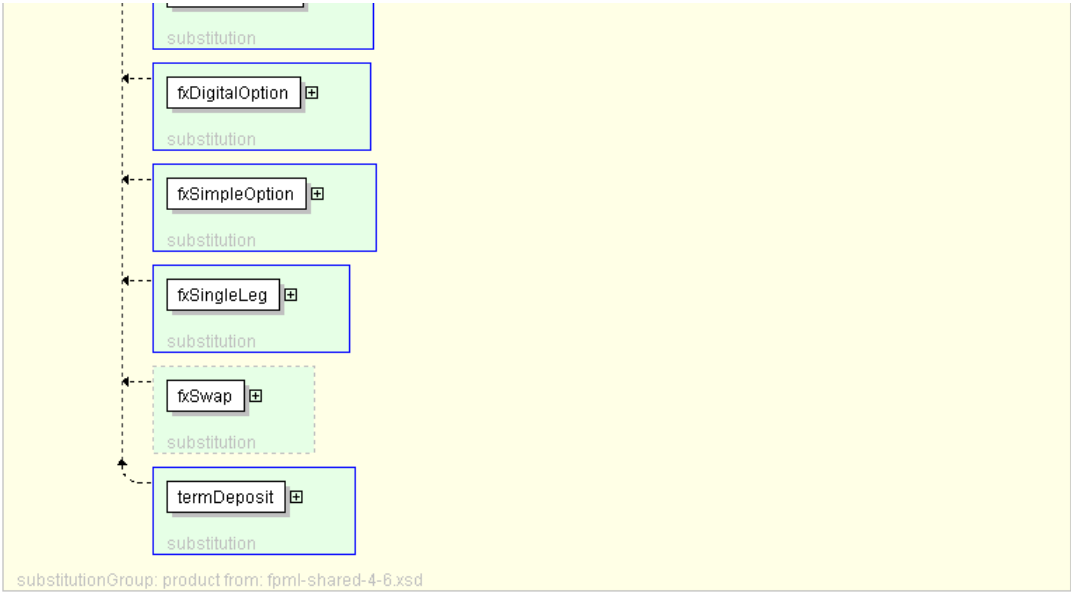 substitution
fxDigitalOption
substitution
fxSimpleOption
substitution
fxSingleLeg
substitution
fxSwap
substitution
termDeposit
substitution
substitutionGroup: product from: fpml-shared-4-6.xsd